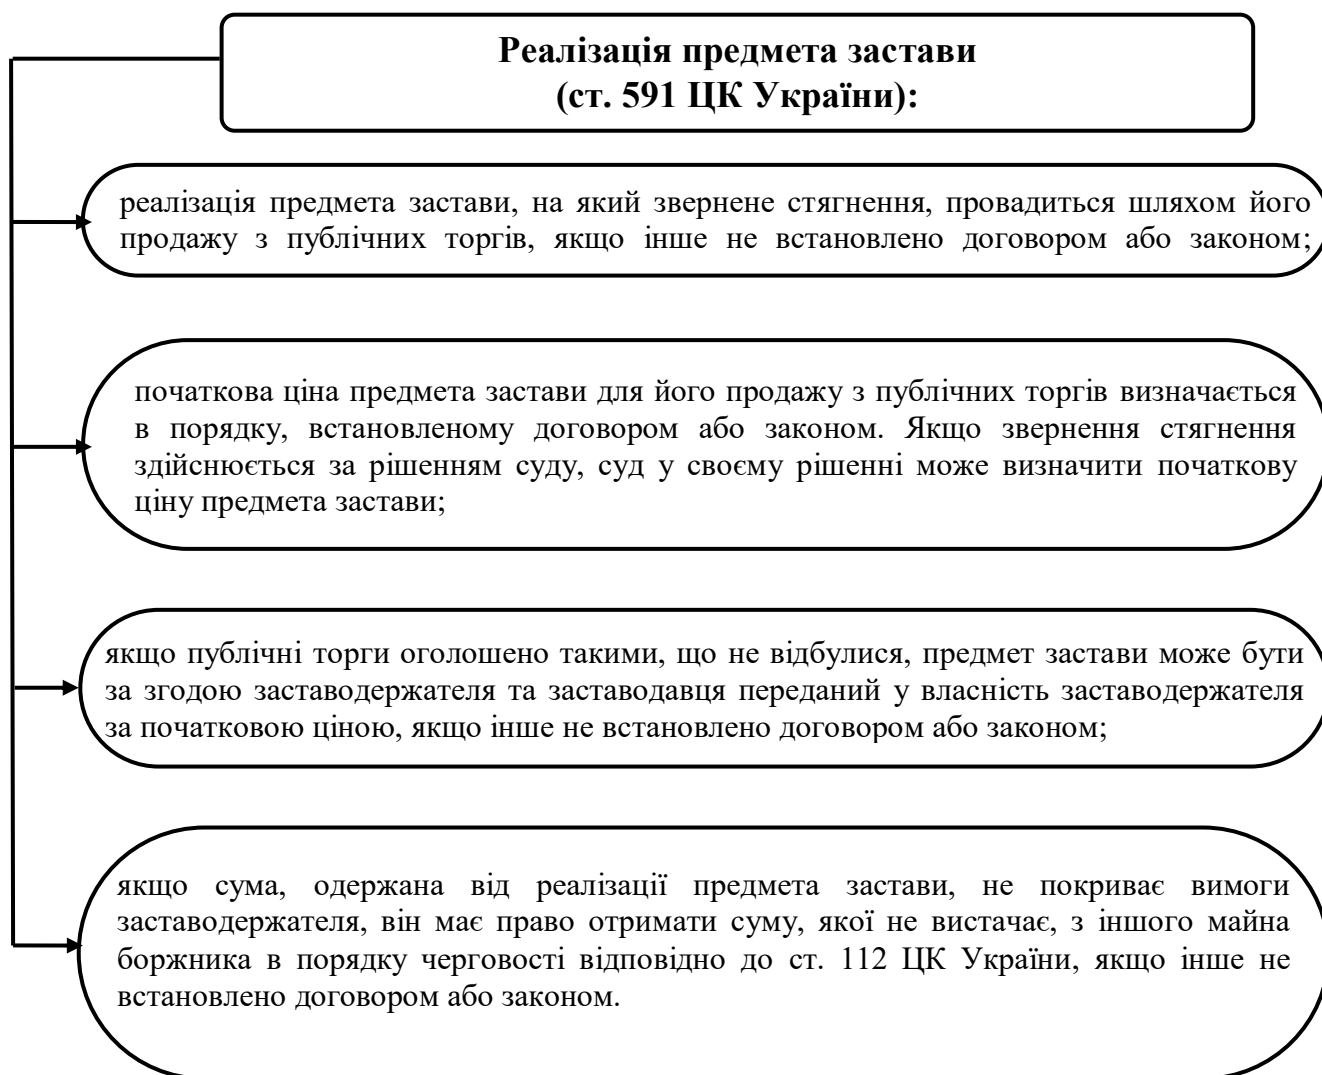 Реалізація предмета застави
(ст. 591 ЦК України):
реалізація предмета застави, на який звернене стягнення, провадиться шляхом його
продажу з публічних торгів, якщо інше не встановлено договором або законом;
початкова ціна предмета застави для його продажу з публічних торгів визначається
в порядку, встановленому договором або законом. Якщо звернення стягнення
здійснюється за рішенням суду, суд у своєму рішенні може визначити початкову
ціну предмета застави;
якщо публічні торги оголошено такими, що не відбулися, предмет застави може бути
за згодою заставодержателя та заставодавця переданий у власність заставодержателя
за початковою ціною, якщо інше не встановлено договором або законом;
якщо сума, одержана від реалізації предмета застави, не покриває вимоги
заставодержателя, він має право отримати суму, якої не вистачає, з іншого майна
боржника в порядку черговості відповідно до ст. 112 ЦК України, якщо інше не
встановлено договором або законом.